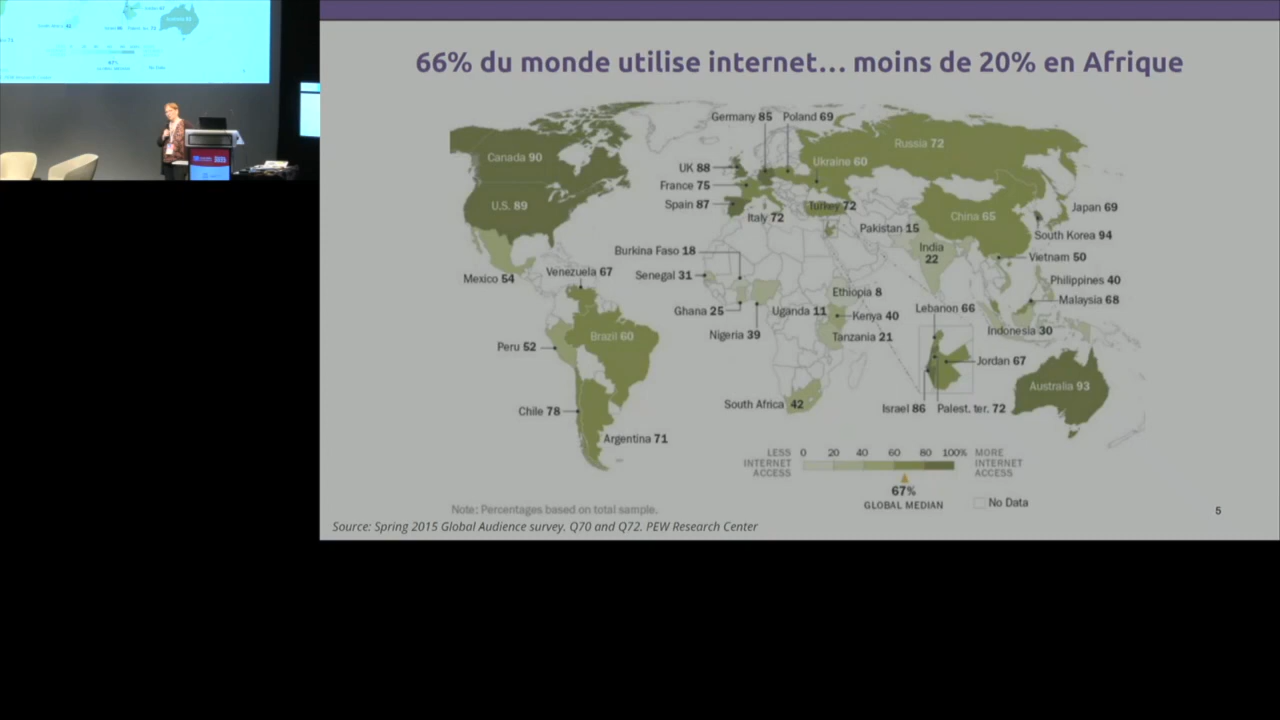 66% du monde utilise internet... moins de 20% en Afrique
Germany 85
Poland 69
Canada 90
Russia 72
UK 88
Ukraine 60
France 75
U.S. 89
Spain 87
Turkey 72
Japan 69
Italy 72
China 65
Pakistan 15
South Korea 94
India
22
Burkina Faso 18
Vietnam 50
Mexico 54
Venezuela 67
Senegal 31
Philippines 40
Ethiopia 8
Malaysia 68
Ghana 25
Uganda 11
Kenya 40
Lebanon 66
Nigeria 39
Tanzania 21
Indonesia 30
Brazil 60
Peru 52
Jordan 67
Australia 93
South Africa 42
Israel 86
Palest. ter. 72
Chile 78
Argentina 71
LESS
INTERNET
ACCESS
0 20 40 60 80 100%
MORE
INTERNET
ACCESS
67%
GLOBAL MEDIAN
No Data
Note: Percentages based on total sample.
5
Source: Spring 2015 Global Audience survey. Q70 and Q72. PEW Research Center